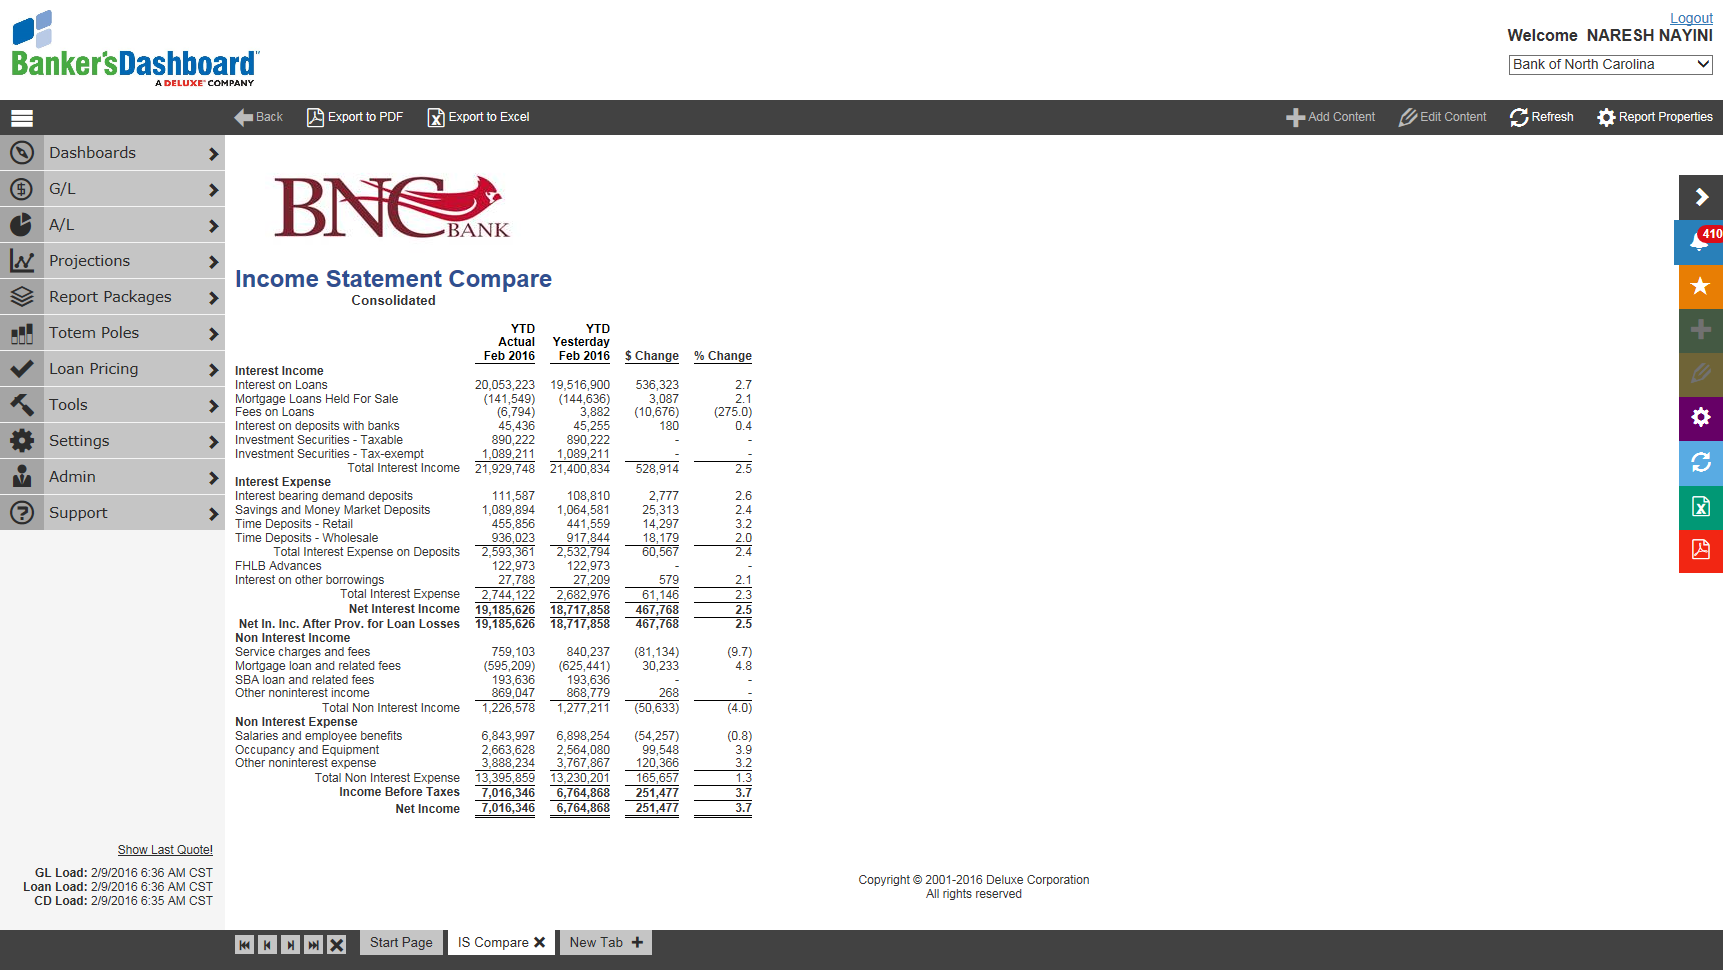 Logout
Banker'sDashboard
A DELUXE COMPANY
Welcome NARESH NAYINI
Bank of North Carolina
Back Export to PDF Export to Excel Add Content Edit Content Refresh Report Properties
Dashboards
G/L
A/L
Projections
Report Packages
Totem Poles
Loan Pricing
Tools
Settings
Admin
Support
BNC BANK
410
Income Statement Compare
Consolidated
YTD YTD
Actual Yesterday
Feb 2016 Feb 2016 $ Change % Change
Interest Income
Interest on Loans 20,053,223 19,516,900 536,323 2.7
Mortgage Loans Held For Sale (141,549) (144,636) 3,087 2.1
Fees on Loans (6,794) 3,882 (10,676) (275.0)
Interest on deposits with banks 45,436 45,255 180 0.4
Investment Securities - Taxable 890,222 890,222 - -
Investment Securities - Tax-exempt 1,089,211 1,089,211 - -
Total Interest Income 21,929,748 21,400,834 528,914 2.5
Interest Expense
Interest bearing demand deposits 111,587 108,810 2,777 2.6
Savings and Money Market Deposits 1,089,894 1,064,581 25,313 2.4
Time Deposits - Retail 455,856 441,559 14,297 3.2
Time Deposits - Wholesale 936,023 917,844 18,179 2.0
Total Interest Expense on Deposits 2,593,361 2,532,794 60,567 2.4
FHLB Advances 122,973 122,973 - -
Interest on other borrowings 27,788 27,209 579 2.1
Total Interest Expense 2,744,122 2,682,976 61,146 2.3
Net Interest Income 19,185,626 18,717,858 467,768 2.5
Net In. Inc. After Prov. for Loan Losses 19,185,626 18,717,858 467,768 2.5
Non Interest Income
Service charges and fees 759,103 840,237 (81,134) (9.7)
Mortgage loan and related fees (595,209) (625,441) 30,233 4.8
SBA loan and related fees 193,636 193,636 - -
Other noninterest income 869,047 868,779 268 -
Total Non Interest Income 1,226,578 1,277,211 (50,633) (4.0)
Non Interest Expense
Salaries and employee benefits 6,843,997 6,898,254 (54,257) (0.8)
Occupancy and Equipment 2,663,628 2,564,080 99,548 3.9
Other noninterest expense 3,888,234 3,767,867 120,366 3.2
Total Non Interest Expense 13,395,859 13,230,201 165,657 1.3
Income Before Taxes 7,016,346 6,764,868 251,477 3.7
Net Income 7,016,346 6,764,868 251,477 3.7
Show Last Quote!
GL Load: 2/9/2016 6:36 AM CST
Loan Load: 2/9/2016 6:36 AM CST
CD Load: 2/9/2016 6:35 AM CST
Copyright © 2001-2016 Deluxe Corporation
All rights reserved
Start Page IS Compare New Tab